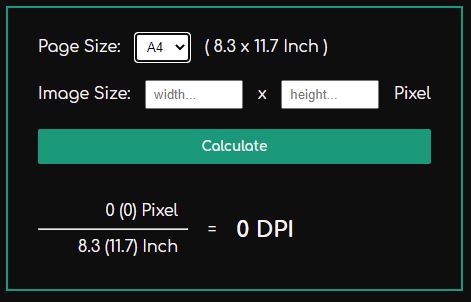 Page Size: A4 ( 8.3 x 11.7 Inch )
Image Size: width... x height... Pixel
Calculate
0 (0) Pixel
8.3 (11.7) Inch
= 0 DPI